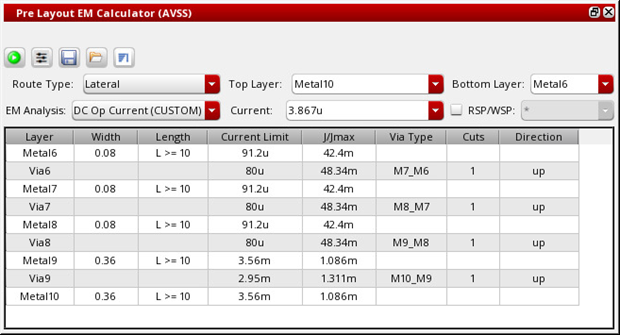 Pre Layout EM Calculator (AVSS)
Route Type: Lateral Top Layer: Metal10 Bottom Layer: Metal6
EM Analysis: DC Op Current (CUSTOM) Current: 3.867u RSP/WSP: *
Layer Width Length Current Limit J/Jmax Via Type Cuts Direction
Metal6 0.08 L >= 10 91.2u 42.4m
Via6 80u 48.34m M7_M6 1 up
Metal7 0.08 L >= 10 91.2u 42.4m
Via7 80u 48.34m M8_M7 1 up
Metal8 0.08 L >= 10 91.2u 42.4m
Via8 80u 48.34m M9_M8 1 up
Metal9 0.36 L >= 10 3.56m 1.086m
Via9 2.95m 1.311m M10_M9 1 up
Metal10 0.36 L >= 10 3.56m 1.086m